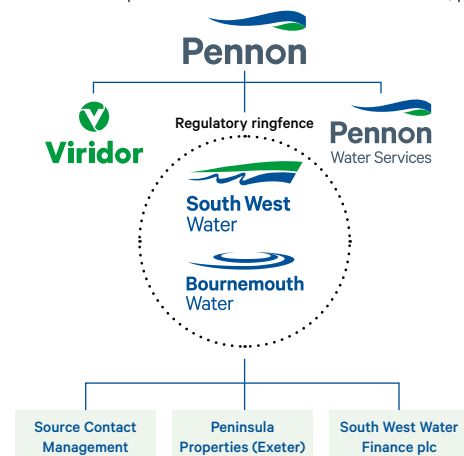 Pennon
Viridor
Regulatory ringfence
Pennon
Water Services
South West
Water
Bournemouth
Water
Source Contact
Management
Peninsula
Properties (Exeter)
South West Water
Finance plc